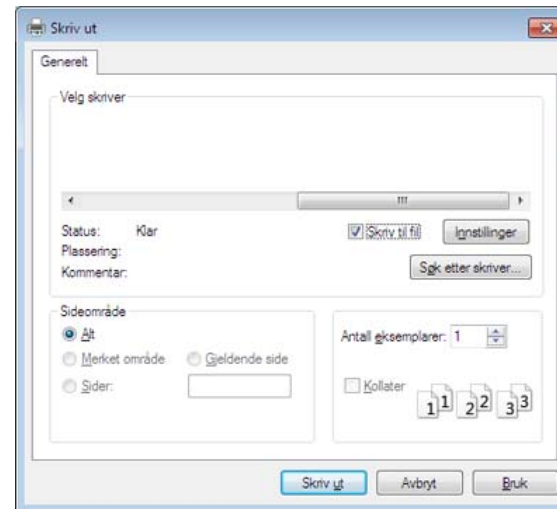 Skriv ut
Generelt
Velg skriver
Status: Klar
Skriv til fil
Innstillinger
Plassering:
Kommentar:
Søk etter skriver...
Sideområde
Alt
Merket område
Gjeldende side
Sider:
Antall eksemplarer: 1
Kollater
1 1 2 2 3 3
Skriv ut
Avbryt
Bruk